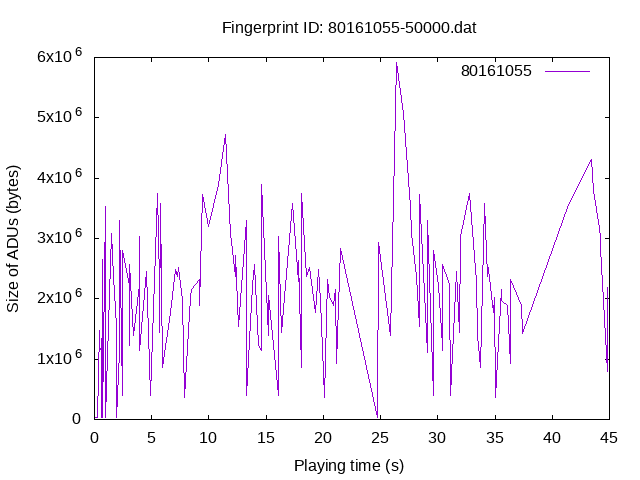 Fingerprint ID: 80161055-50000.dat
6x10^6
5x10^6
4x10^6
3x10^6
2x10^6
1x10^6
0
80161055
Size of ADUs (bytes)
0 5 10 15 20 25 30 35 40 45
Playing time (s)